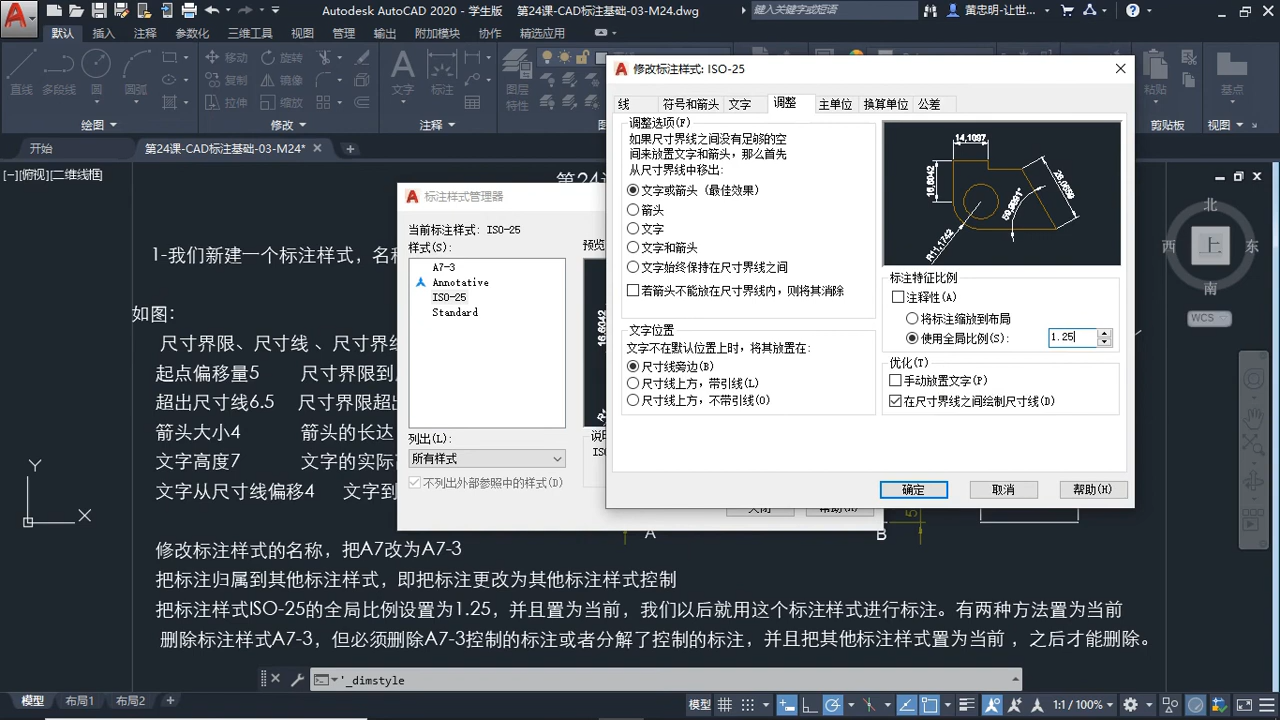 Autodesk AutoCAD 2020 - 学生版 第24课-CAD标注基础-03-M24.dwg
键入关键字或短语
黄忠明-让世...
默认 插入 注释 参数化 三维工具 视图 管理 输出 附加模块 协作 精选应用
直线 多段线 圆 圆弧
移动 旋转
复制 镜像
拉伸 缩放
文字 标注
图层
特性
粘贴 基点
绘图 修改 注释 剪贴板 视图
开始 第24课-CAD标注基础-03-M24*
[-][俯视][二维线框]
北
西 上 东
南
WCS
1-我们新建一个标注样式，名称
如图：
尺寸界限、尺寸线 、尺寸界线
起点偏移量5 尺寸界限到
超出尺寸线6.5 尺寸界限超出
箭头大小4 箭头的长达
文字高度7 文字的实际
文字从尺寸线偏移4 文字到
A B
修改标注样式的名称，把A7改为A7-3
把标注归属到其他标注样式，即把标注更改为其他标注样式控制
把标注样式ISO-25的全局比例设置为1.25，并且置为当前，我们以后就用这个标注样式进行标注。有两种方法置为当前
删除标注样式A7-3，但必须删除A7-3控制的标注或者分解了控制的标注，并且把其他标注样式置为当前 ，之后才能删除。
Y
X
标注样式管理器
当前标注样式: ISO-25
样式(S):
预览
A7-3
Annotative
ISO-25
Standard
列出(L):
所有样式
不列出外部参照中的样式(D)
关闭 帮助(H)
修改标注样式: ISO-25
线 符号和箭头 文字 调整 主单位 换算单位 公差
调整选项(F)
如果尺寸界线之间没有足够的空
间来放置文字和箭头，那么首先
从尺寸界线中移出:
文字或箭头（最佳效果）
箭头
文字
文字和箭头
文字始终保持在尺寸界线之间
若箭头不能放在尺寸界线内，则将其消除
文字位置
文字不在默认位置上时，将其放置在:
尺寸线旁边(B)
尺寸线上方，带引线(L)
尺寸线上方，不带引线(O)
标注特征比例
注释性(A)
将标注缩放到布局
使用全局比例(S): 1.25
优化(T)
手动放置文字(P)
在尺寸界线之间绘制尺寸线(D)
确定 取消 帮助(H)
'_dimstyle
模型 布局1 布局2
模型 1:1 / 100%